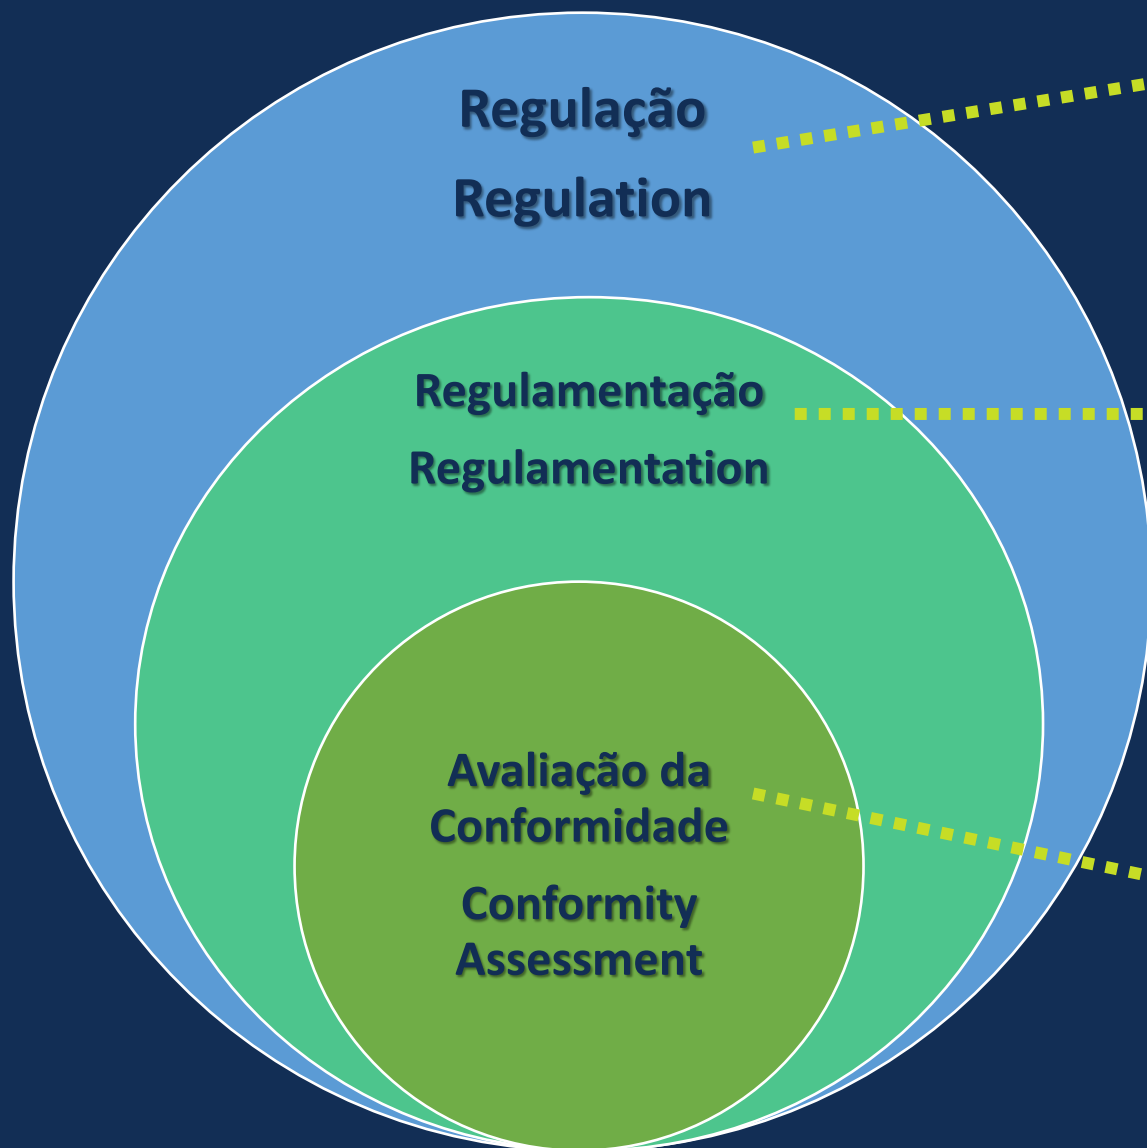 Regulação
Regulation
Regulamentação
Regulamentation
Avaliação da
Conformidade
Conformity
Assessment